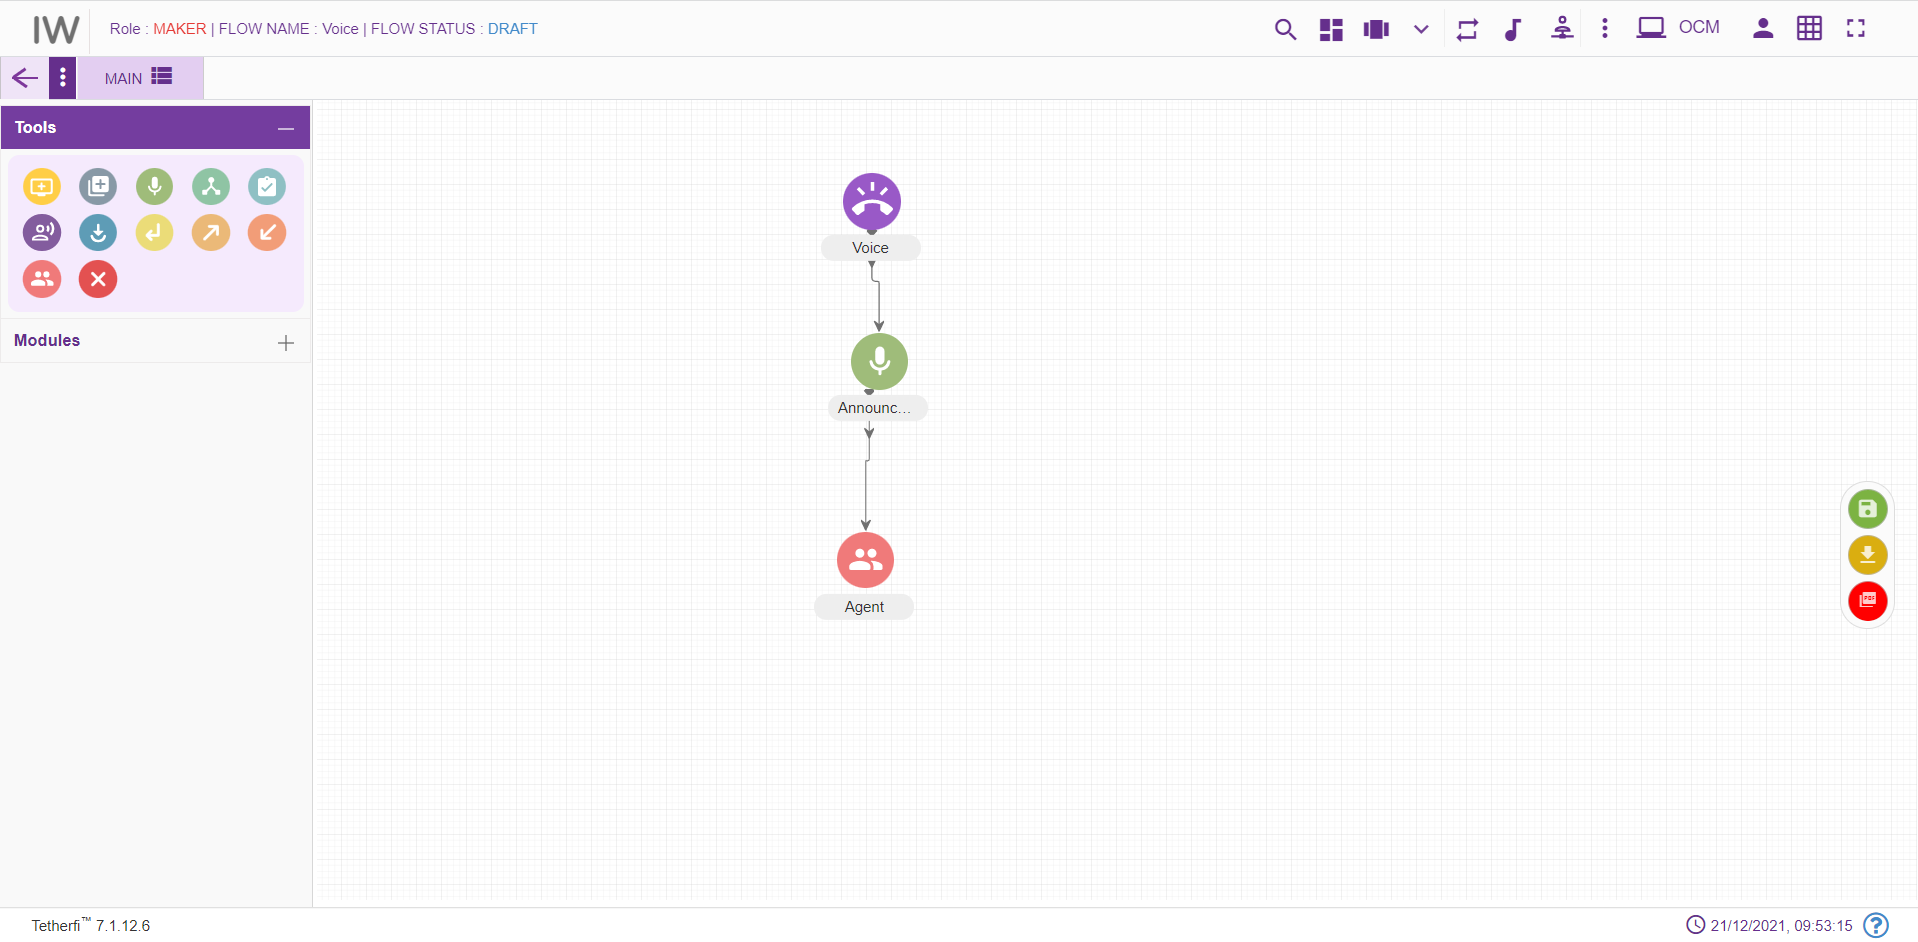 IW
Role : MAKER | FLOW NAME : Voice | FLOW STATUS : DRAFT
OCM
MAIN
Tools
Modules
Voice
Announc...
Agent
PDF
Tetherfi™ 7.1.12.6
21/12/2021, 09:53:15
?